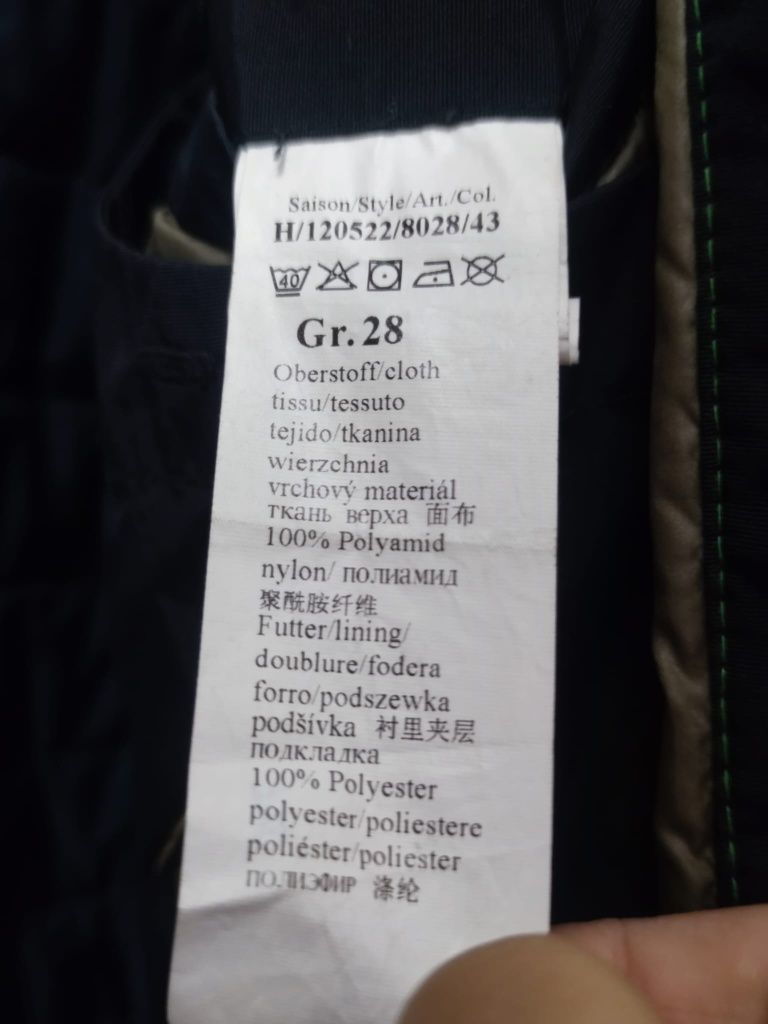 Saison/Style/Art./Col.
H/120522/8028/43
40
Gr. 28
Oberstoff/cloth
tissu/tessuto
tejido/tkanina
wierzchnia
vrchový materiál
ткань верха 面布
100% Polyamid
nylon/ полиамид
聚酰胺纤维
Futter/lining/
doublure/fodera
forro/podszewka
podšívka 衬里夹层
подкладка
100% Polyester
polyester/poliestere
poliéster/poliester
полиэфир 涤纶